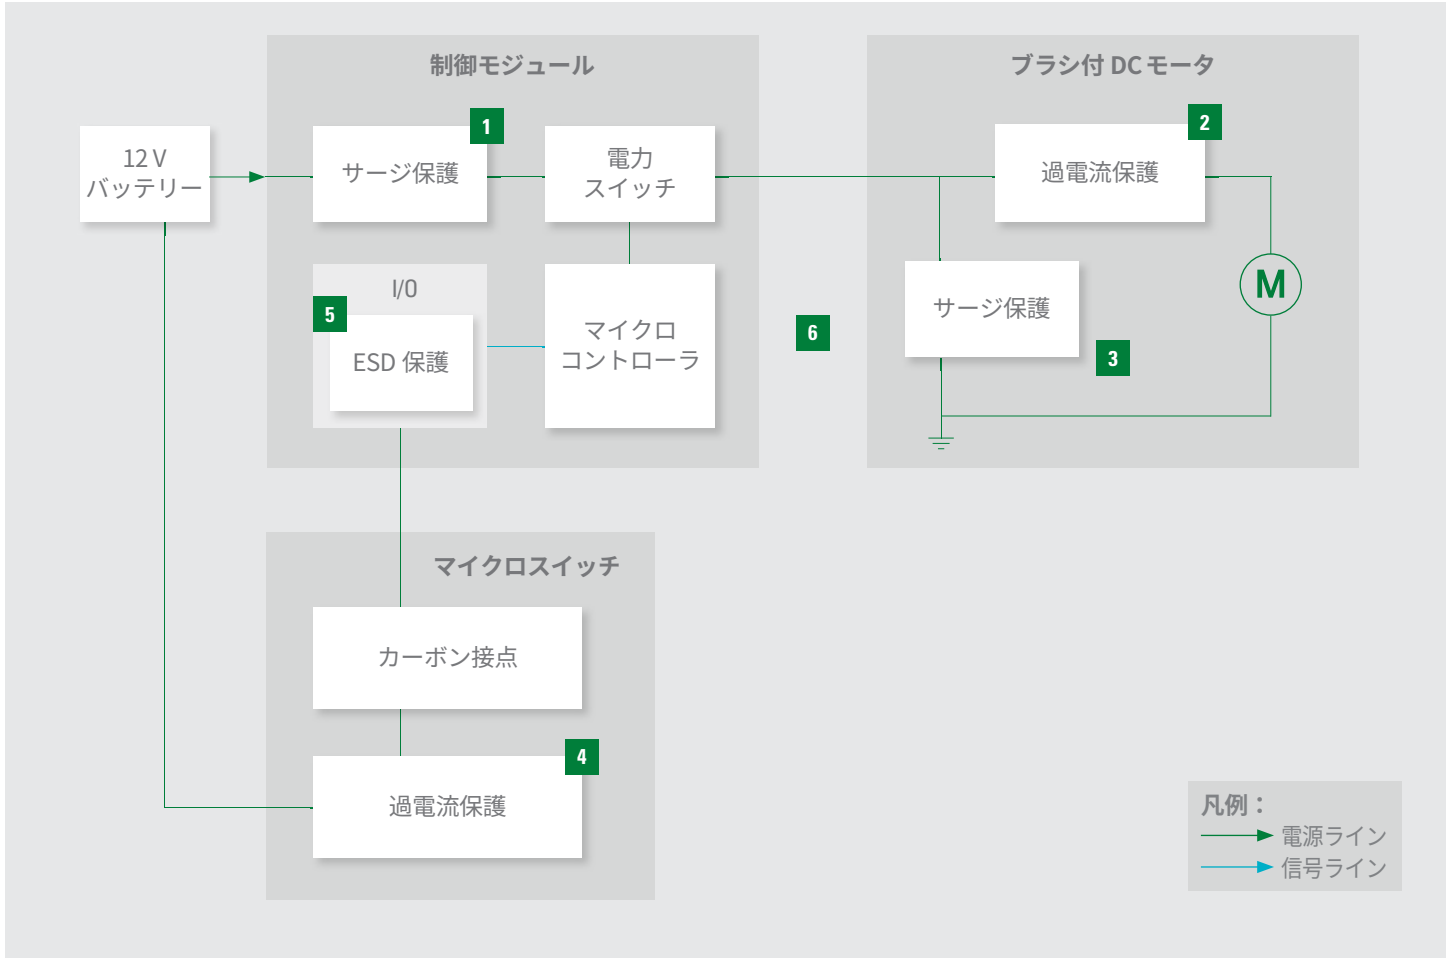 制御モジュール
ブラシ付 DC モータ
12 V
バッテリー
サージ保護
1
電力
スイッチ
過電流保護
2
I/O
5
ESD 保護
マイクロ
コントローラ
6
サージ保護
3
M
マイクロスイッチ
カーボン接点
4
過電流保護
凡例：
電源ライン
信号ライン